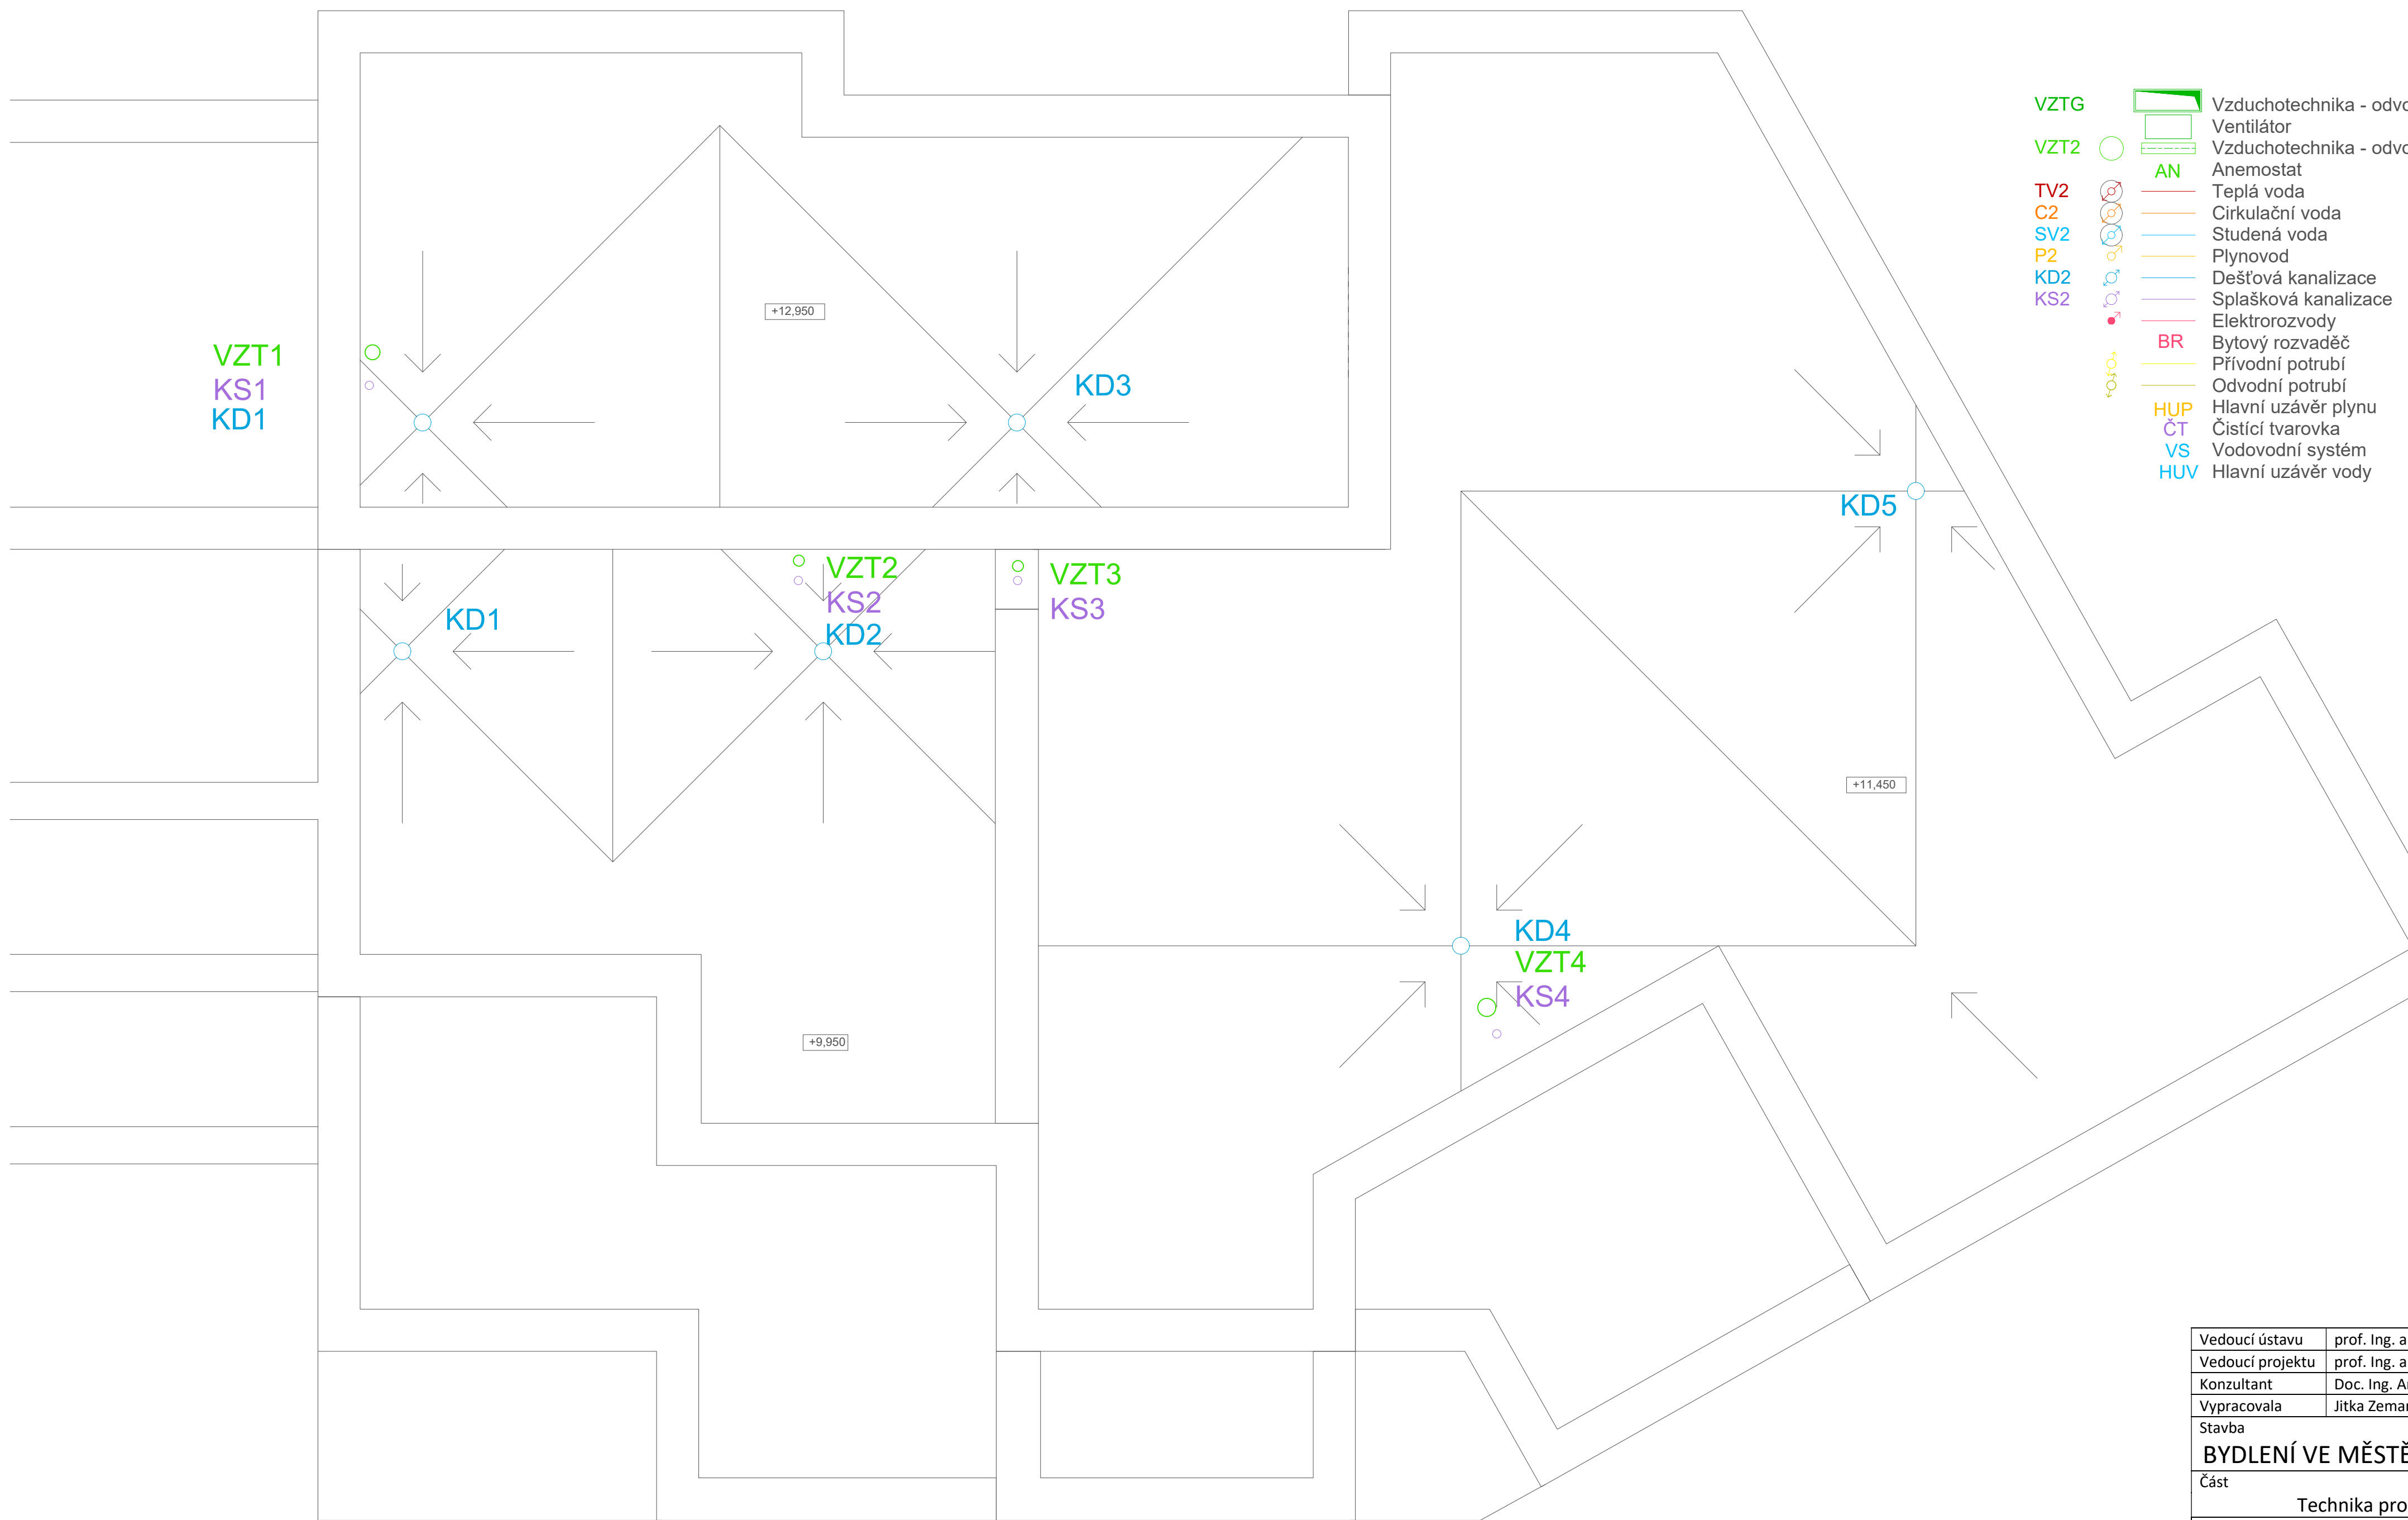 VZTG Vzduchotechnika - odvo
Ventilátor
VZT2 Vzduchotechnika - odvo
AN Anemostat
TV2 Teplá voda
C2 Cirkulační voda
SV2 Studená voda
P2 Plynovod
KD2 Dešťová kanalizace
KS2 Splašková kanalizace
Elektrorozvody
BR Bytový rozvaděč
Přívodní potrubí
Odvodní potrubí
HUP Hlavní uzávěr plynu
ČT Čistící tvarovka
VS Vodovodní systém
HUV Hlavní uzávěr vody
+12,950
VZT1
KS1
KD1
KD3
KD5
VZT2
KS2
KD2
VZT3
KS3
KD1
+11,450
KD4
VZT4
KS4
+9,950
Vedoucí ústavu prof. Ing. a
Vedoucí projektu prof. Ing. a
Konzultant Doc. Ing. A
Vypracovala Jitka Zema
Stavba
BYDLENÍ VE MĚSTĚ
Část
Technika pro